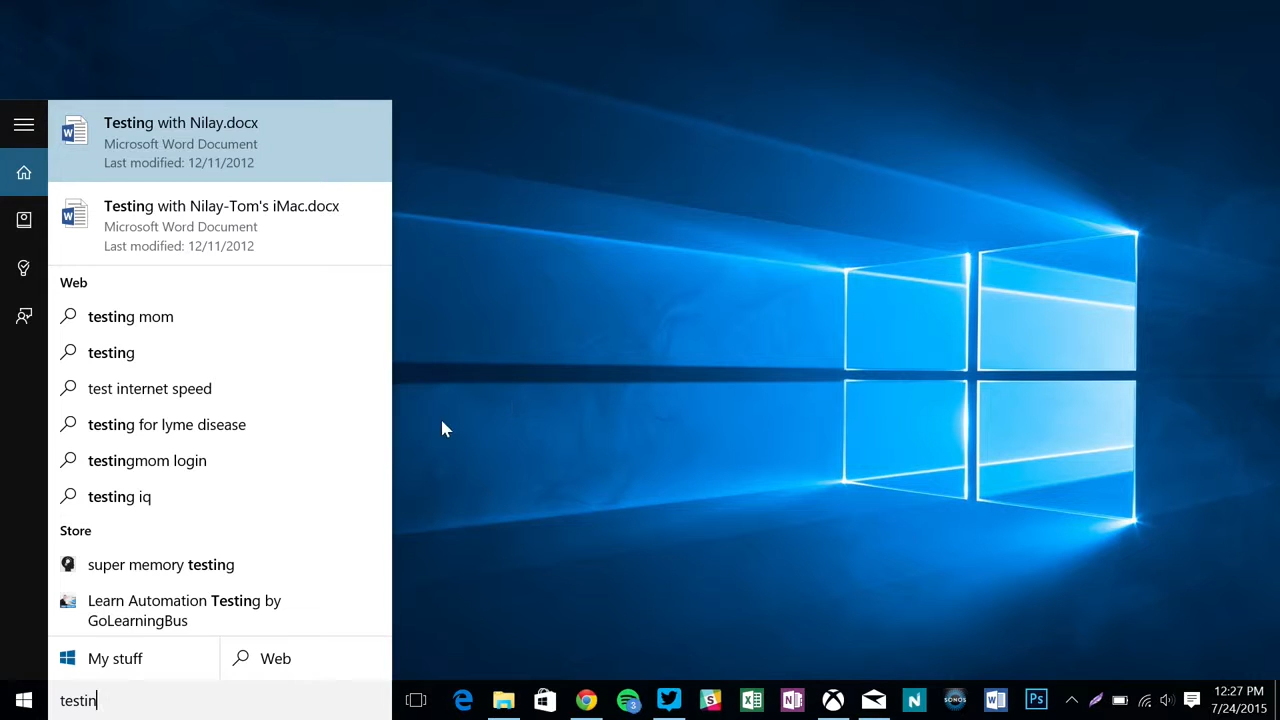 Testing with Nilay.docx
Microsoft Word Document
Last modified: 12/11/2012
Testing with Nilay-Tom's iMac.docx
Microsoft Word Document
Last modified: 12/11/2012
Web
testing mom
testing
test internet speed
testing for lyme disease
testingmom login
testing iq
Store
super memory testing
Learn Automation Testing by
GoLearningBus
My stuff
Web
testin
3
SONOS
Ps
12:27 PM
7/24/2015